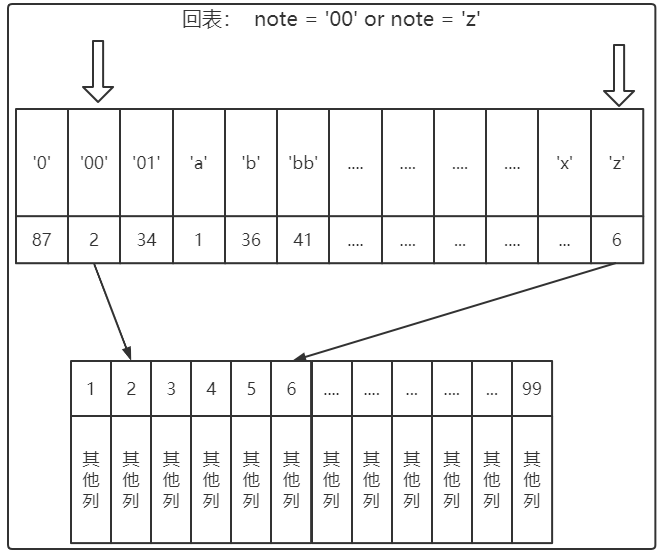 回表： note = '00' or note = 'z'
'0' '00' '01' 'a' 'b' 'bb' .... .... .... .... 'x' 'z'
87 2 34 1 36 41 .... .... ... .... ... 6
1 2 3 4 5 6 .... .... ... .... ... 99
其他列 其他列 其他列 其他列 其他列 其他列 其他列 其他列 其他列 其他列 其他列 其他列